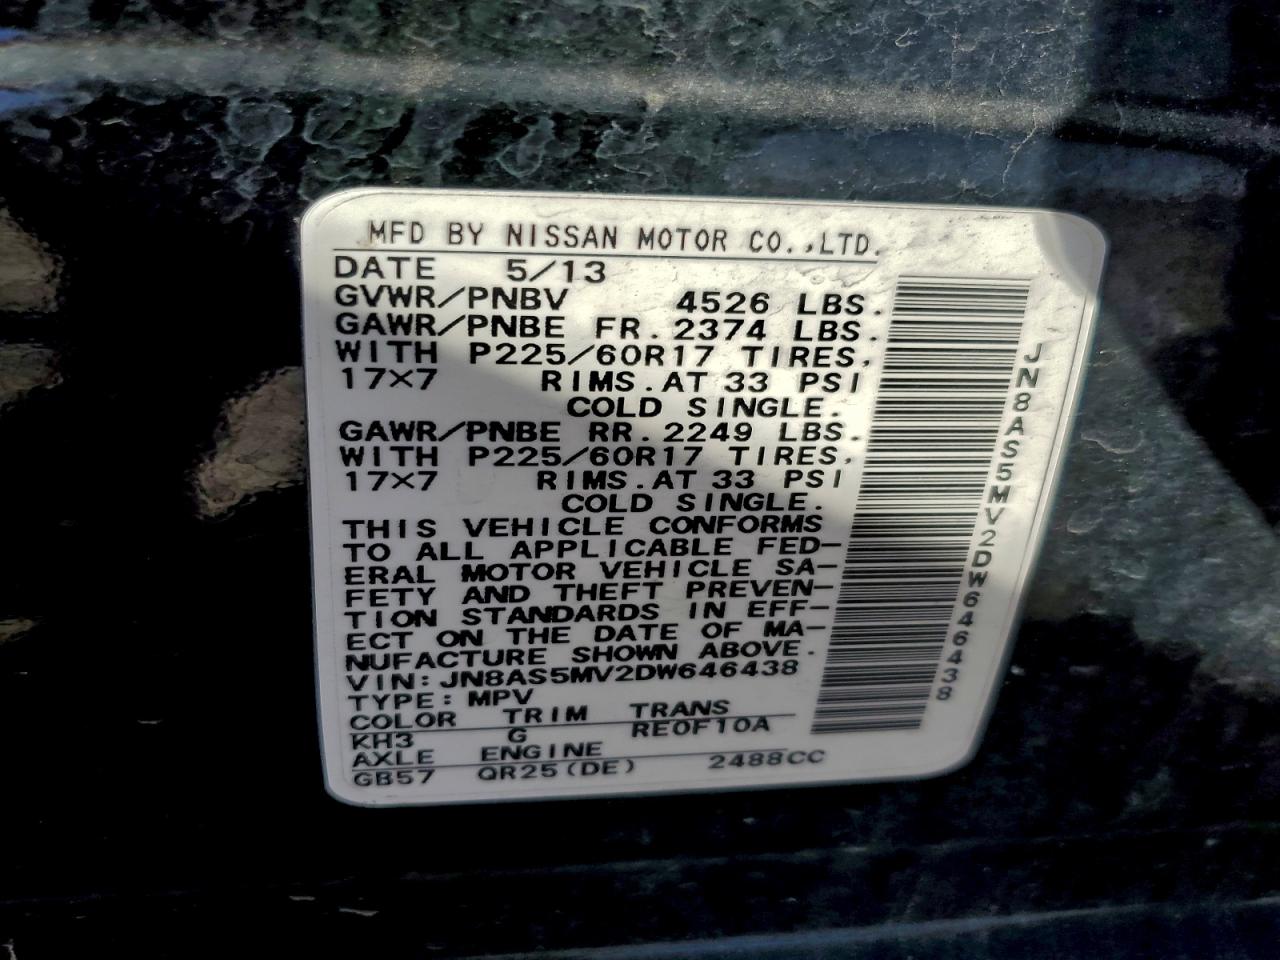 MFD BY NISSAN MOTOR CO.,LTD.
DATE 5/13
GVWR/PNBV 4526 LBS.
GAWR/PNBE FR. 2374 LBS.
WITH P225/60R17 TIRES,
17×7 RIMS. AT 33 PSI
COLD SINGLE.
GAWR/PNBE RR. 2249 LBS.
WITH P225/60R17 TIRES,
17×7 RIMS. AT 33 PSI
COLD SINGLE.
THIS VEHICLE CONFORMS
TO ALL APPLICABLE FED-
ERAL MOTOR VEHICLE SA-
FETY AND THEFT PREVEN-
TION STANDARDS IN EFF-
ECT ON THE DATE OF MA-
NUFACTURE SHOWN ABOVE.
VIN: JN8AS5MV2DW646438
TYPE: MPV
COLOR TRIM TRANS
KH3 G RE0F10A
AXLE ENGINE
GB57 QR25(DE) 2488CC
JN8AS5MV2DW646438